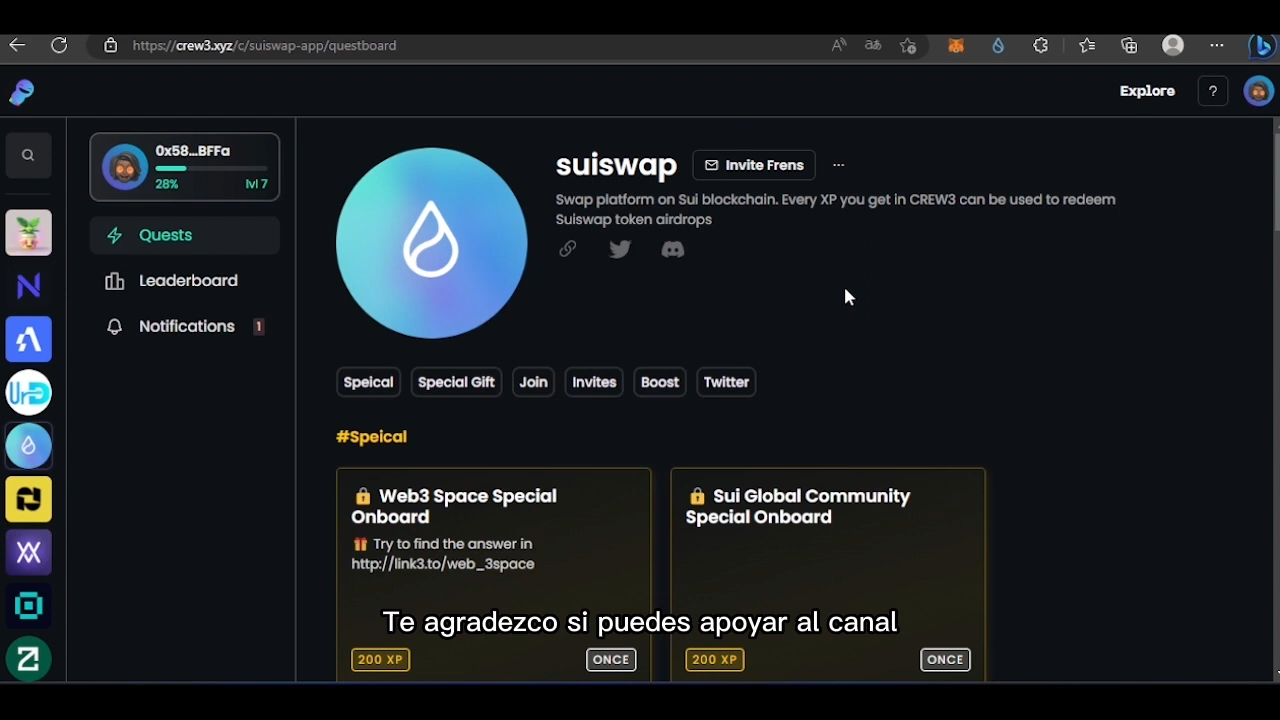 https://crew3.xyz/c/suiswap-app/questboard
Explore
?
0x58...BFFa
28%
lvl 7
Quests
Leaderboard
Notifications
1
suiswap
Invite Frens
...
Swap platform on Sui blockchain. Every XP you get in CREW3 can be used to redeem
Suiswap token airdrops
Speical
Special Gift
Join
Invites
Boost
Twitter
#Speical
Web3 Space Special
Onboard
Try to find the answer in
http://link3.to/web_3space
200 XP
ONCE
Sui Global Community
Special Onboard
200 XP
ONCE
Te agradezco si puedes apoyar al canal